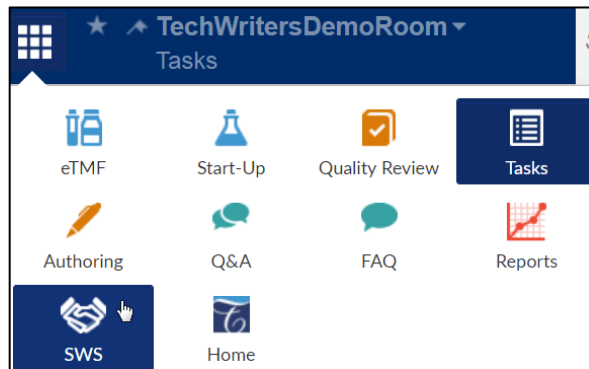 TechWritersDemoRoom
Tasks
eTMF Start-Up Quality Review Tasks
Authoring Q&A FAQ Reports
SWS Home